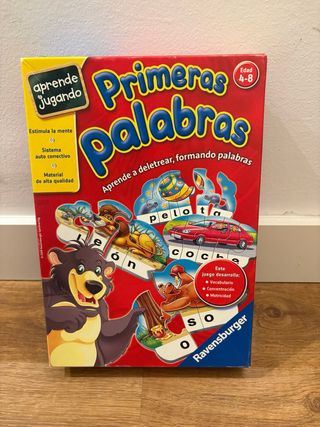 aprende
jugando
Edad
4-8
Primeras
palabras
Estimula la mente
Sistema
auto correctivo
Material
de alta calidad
Aprende a deletrear, formando palabras
pelota
león
coche
oso
Este
juego desarrolla:
Vocabulario
Concentración
Motricidad
Ravensburger